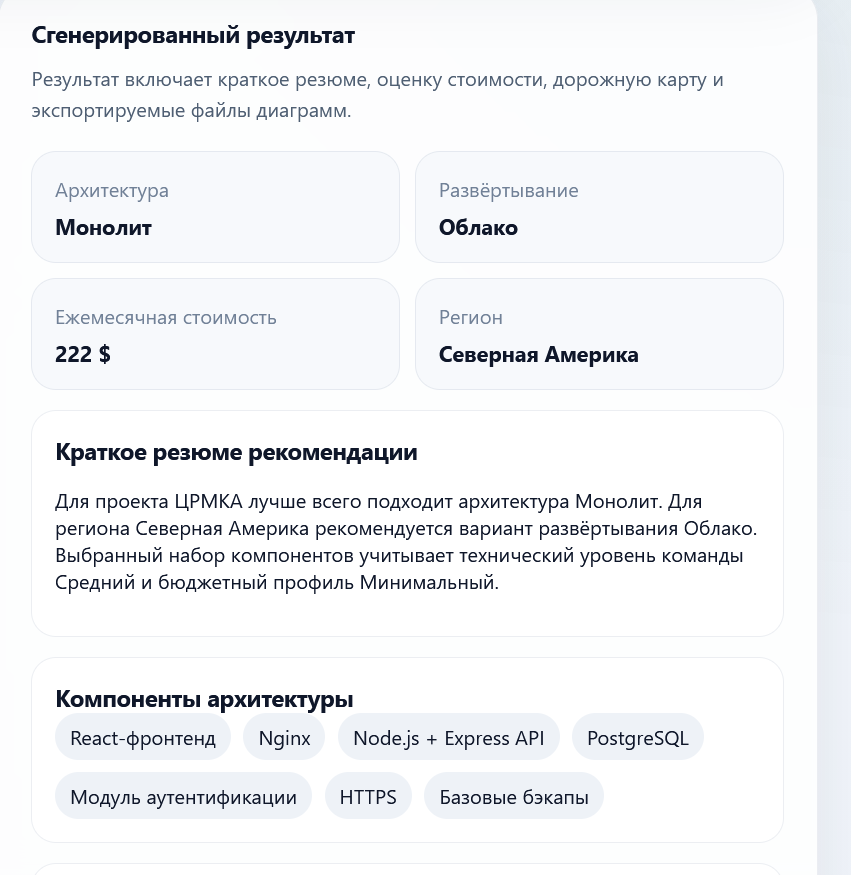 Сгенерированный результат
Результат включает краткое резюме, оценку стоимости, дорожную карту и
экспортируемые файлы диаграмм.
Архитектура
Монолит
Развёртывание
Облако
Ежемесячная стоимость
222 $
Регион
Северная Америка
Краткое резюме рекомендации
Для проекта ЦРМКА лучше всего подходит архитектура Монолит. Для
региона Северная Америка рекомендуется вариант развёртывания Облако.
Выбранный набор компонентов учитывает технический уровень команды
Средний и бюджетный профиль Минимальный.
Компоненты архитектуры
React-фронтенд
Nginx
Node.js + Express API
PostgreSQL
Модуль аутентификации
HTTPS
Базовые бэкапы